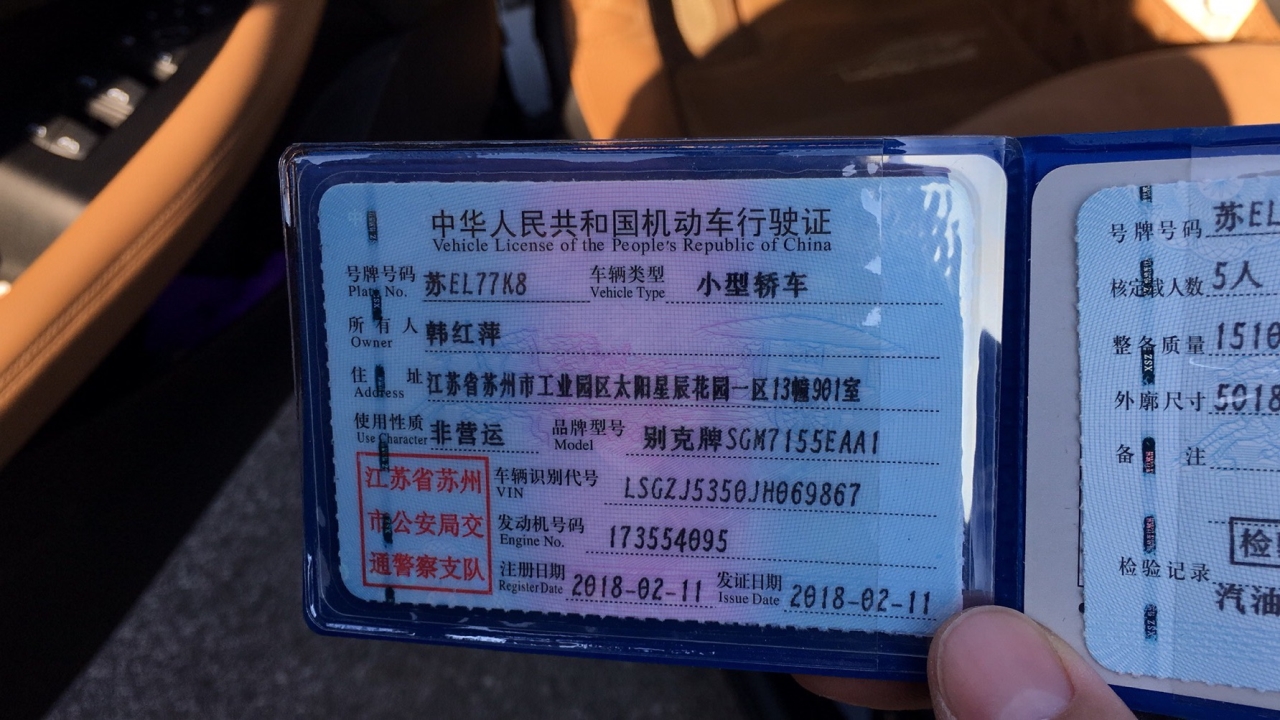 中华人民共和国机动车行驶证
Vehicle License of the People's Republic of China
号牌号码 苏EL77K8 车辆类型 小型轿车
Plate No. Vehicle Type
所有人 韩红萍
Owner
住址 江苏省苏州市工业园区太阳星辰花园一区13幢901室
Address
使用性质 非营运 品牌型号 别克牌SGM7155EAA1
Use Character Model
江苏省苏州
市公安局交
通警察支队
车辆识别代号 LSGZJ5350JH069867
VIN
发动机号码 173554095
Engine No.
注册日期 2018-02-11 发证日期 2018-02-11
Register Date Issue Date
号牌号码 苏EL
核定载人数 5人
整备质量 1510
外廓尺寸 5018
备注
检验记录
汽油